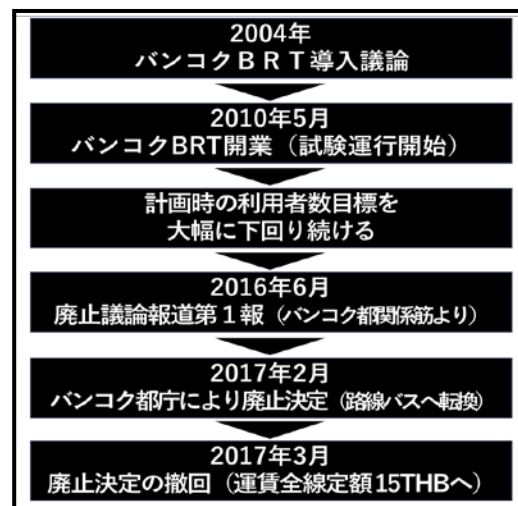 2004年
バンコクＢＲＴ導入議論
2010年5月
バンコクBRT開業（試験運行開始）
計画時の利用者数目標を
大幅に下回り続ける
2016年6月
廃止議論報道第１報（バンコク都関係筋より）
2017年2月
バンコク都庁により廃止決定（路線バスへ転換）
2017年3月
廃止決定の撤回（運賃全線定額15THBへ）